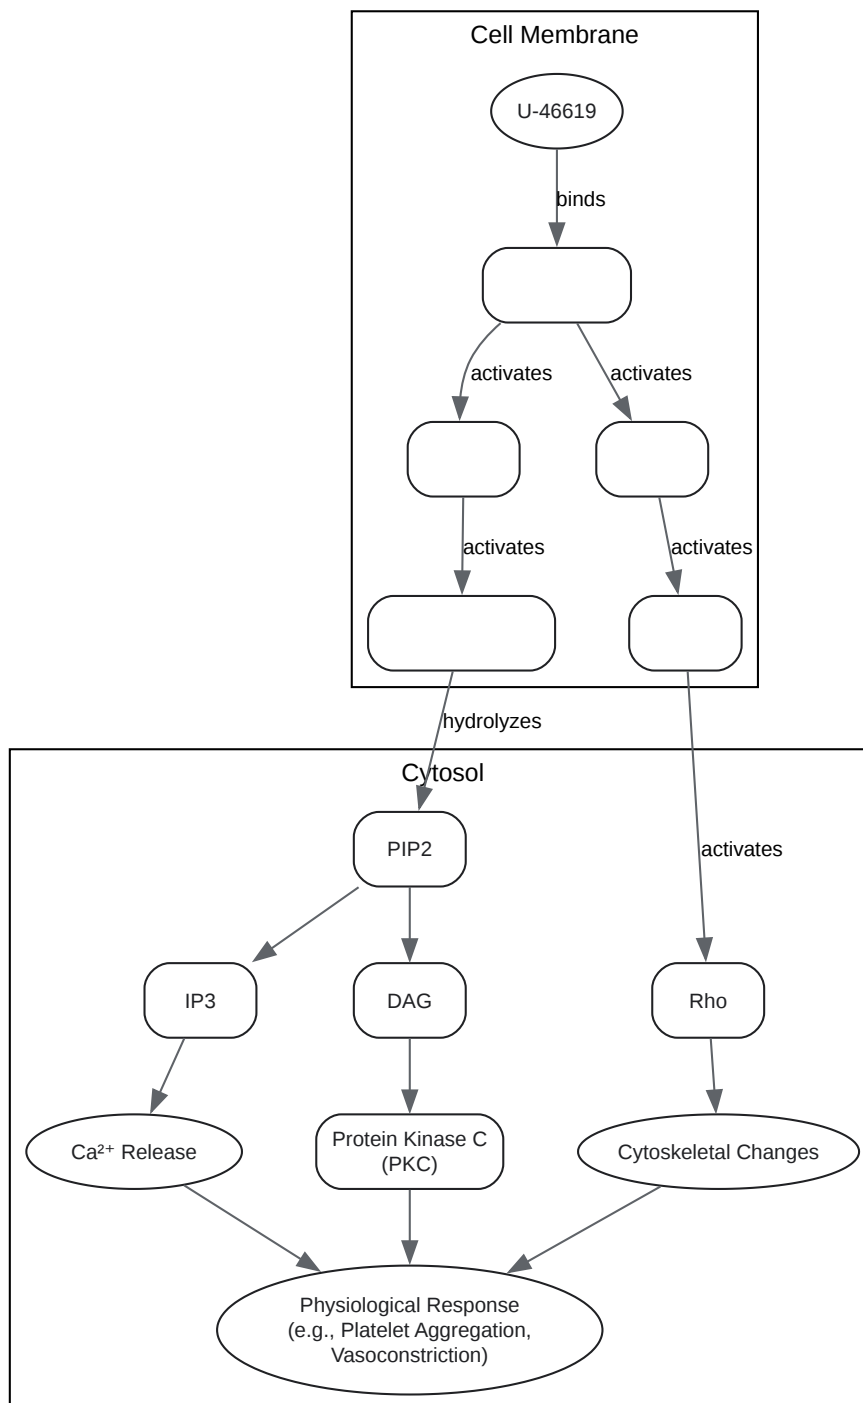 Cell Membrane
U-46619
binds
activates
activates
activates
activates
hydrolyzes
Cytosol
PIP2
activates
IP3
DAG
Rho
Ca²⁺ Release
Protein Kinase C
(PKC)
Cytoskeletal Changes
Physiological Response
(e.g., Platelet Aggregation,
Vasoconstriction)